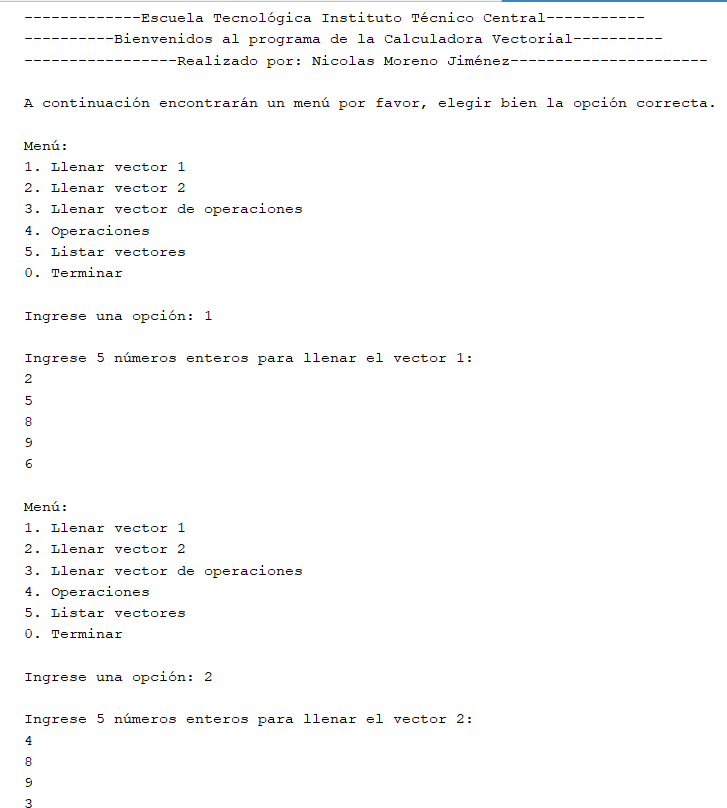 -------------Escuela Tecnológica Instituto Técnico Central-----------
----------Bienvenidos al programa de la Calculadora Vectorial----------
-----------------Realizado por: Nicolas Moreno Jiménez----------------------
A continuación encontrarán un menú por favor, elegir bien la opción correcta.
Menú:
1. Llenar vector 1
2. Llenar vector 2
3. Llenar vector de operaciones
4. Operaciones
5. Listar vectores
0. Terminar
Ingrese una opción: 1
Ingrese 5 números enteros para llenar el vector 1:
2
5
8
9
6
Menú:
1. Llenar vector 1
2. Llenar vector 2
3. Llenar vector de operaciones
4. Operaciones
5. Listar vectores
0. Terminar
Ingrese una opción: 2
Ingrese 5 números enteros para llenar el vector 2:
4
8
9
3